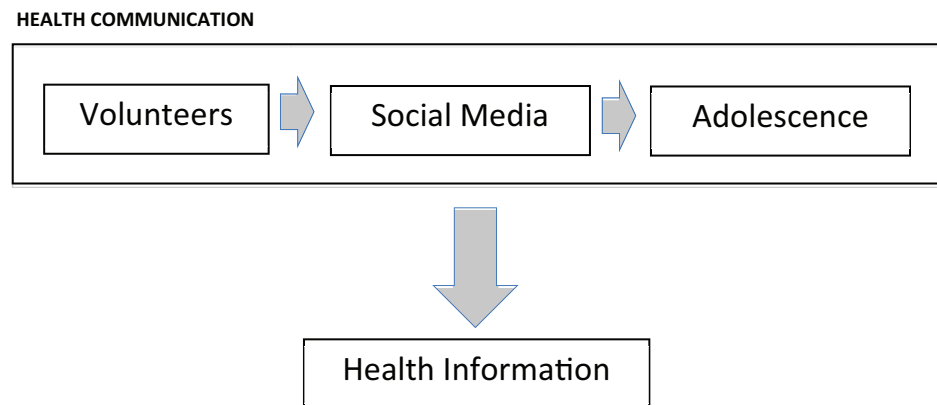 HEALTH COMMUNICATION
Volunteers
Social Media
Adolescence
Health Information